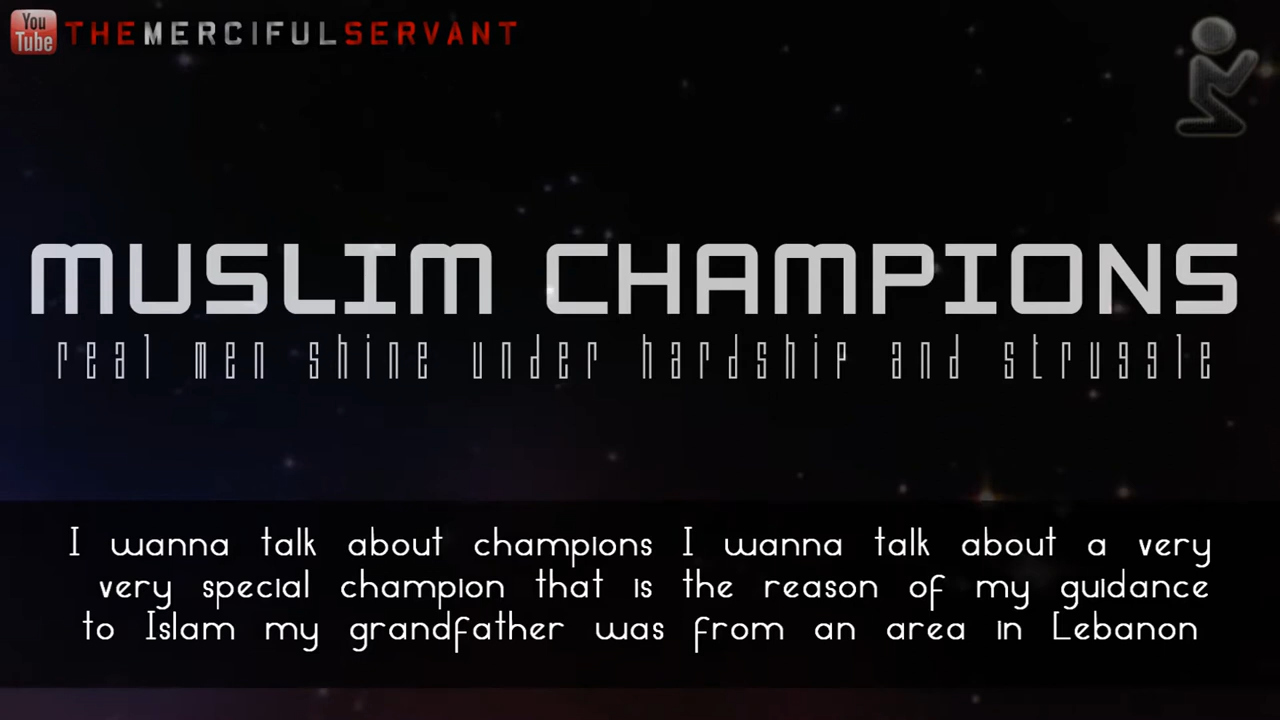 You Tube THEMERCIFULSERVANT
MUSLIM CHAMPIONS
real men shine under hardship and struggle
I wanna talk about champions I wanna talk about a very
very special champion that is the reason of my guidance
to Islam my grandfather was from an area in Lebanon